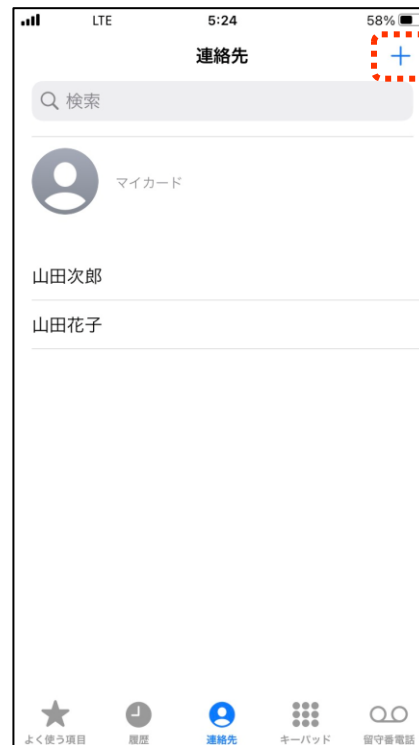 LTE 5:24 58%
連絡先
検索
マイカード
山田次郎
山田花子
よく使う項目 履歴 連絡先 キーパッド 留守番電話